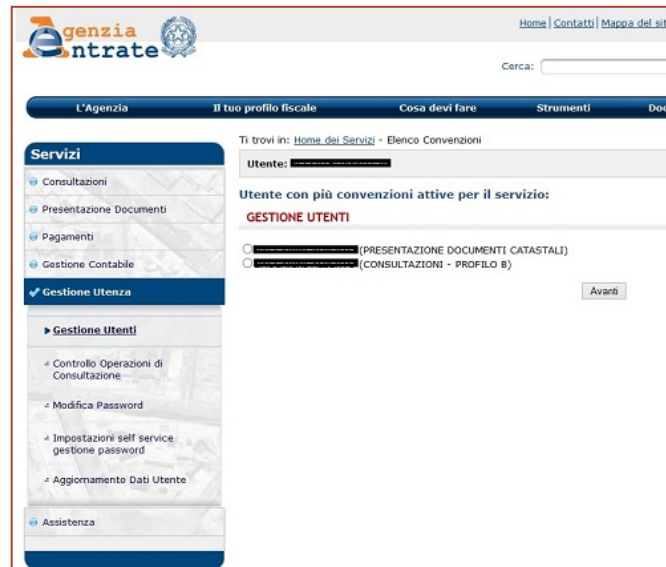 Agenzia
Entrate
Home | Contatti | Mappa del sit
Cerca:
L'Agenzia
Il tuo profilo fiscale
Cosa devi fare
Strumenti
Doc
Ti trovi in: Home dei Servizi - Elenco Convenzioni
Servizi
Utente:
Consultazioni
Presentazione Documenti
Pagamenti
Gestione Contabile
Gestione Utenza
Gestione Utenti
Controllo Operazioni di
Consultazione
Modifica Password
Impostazioni self service
gestione password
Aggiornamento Dati Utente
Assistenza
Utente con più convenzioni attive per il servizio:
GESTIONE UTENTI
(PRESENTAZIONE DOCUMENTI CATASTALI)
(CONSULTAZIONI - PROFILO B)
Avanti